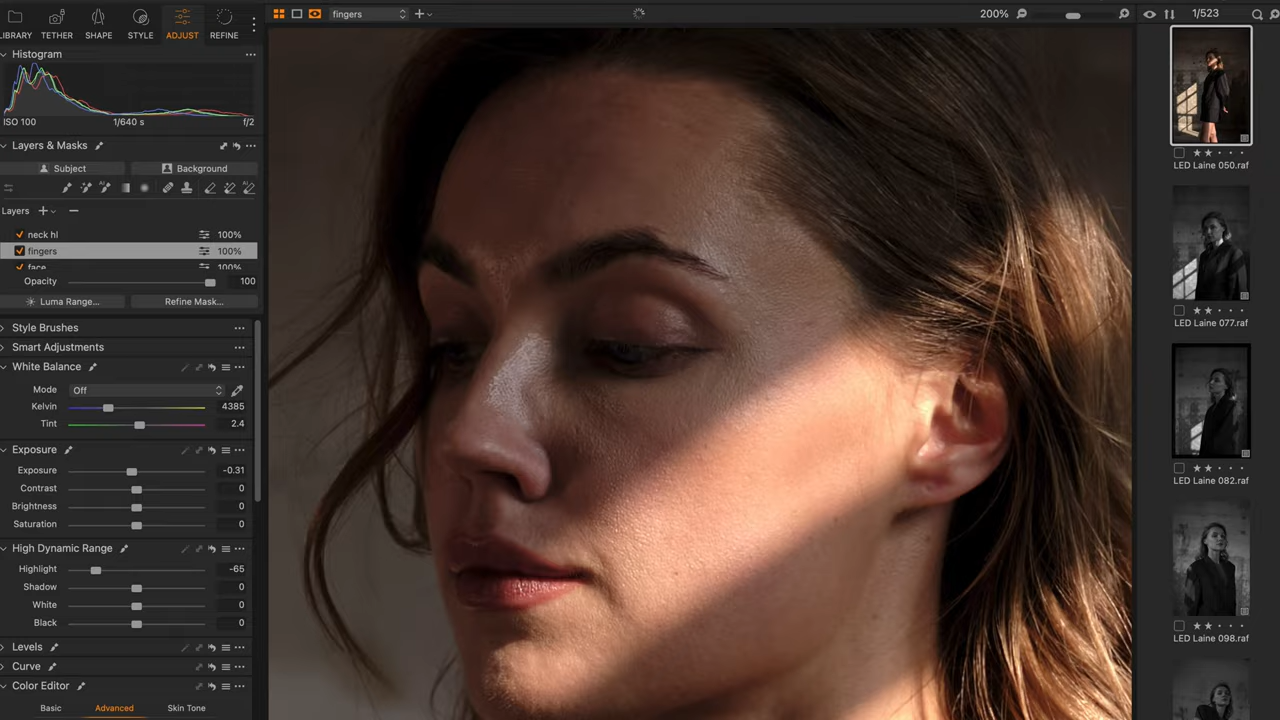 LIBRARY TETHER SHAPE STYLE ADJUST REFINE
fingers
200%
1/523
Histogram
ISO 100 1/640 s f/2
Layers & Masks
Subject Background
Layers
neck hl 100%
fingers 100%
face 100%
Opacity 100
Luma Range... Refine Mask...
Style Brushes
Smart Adjustments
White Balance
Mode Off
Kelvin 4385
Tint 2.4
Exposure
Exposure -0.31
Contrast 0
Brightness 0
Saturation 0
High Dynamic Range
Highlight -65
Shadow 0
White 0
Black 0
Levels
Curve
Color Editor
Basic Advanced Skin Tone
LED Laine 050.raf
LED Laine 077.raf
LED Laine 082.raf
LED Laine 098.raf